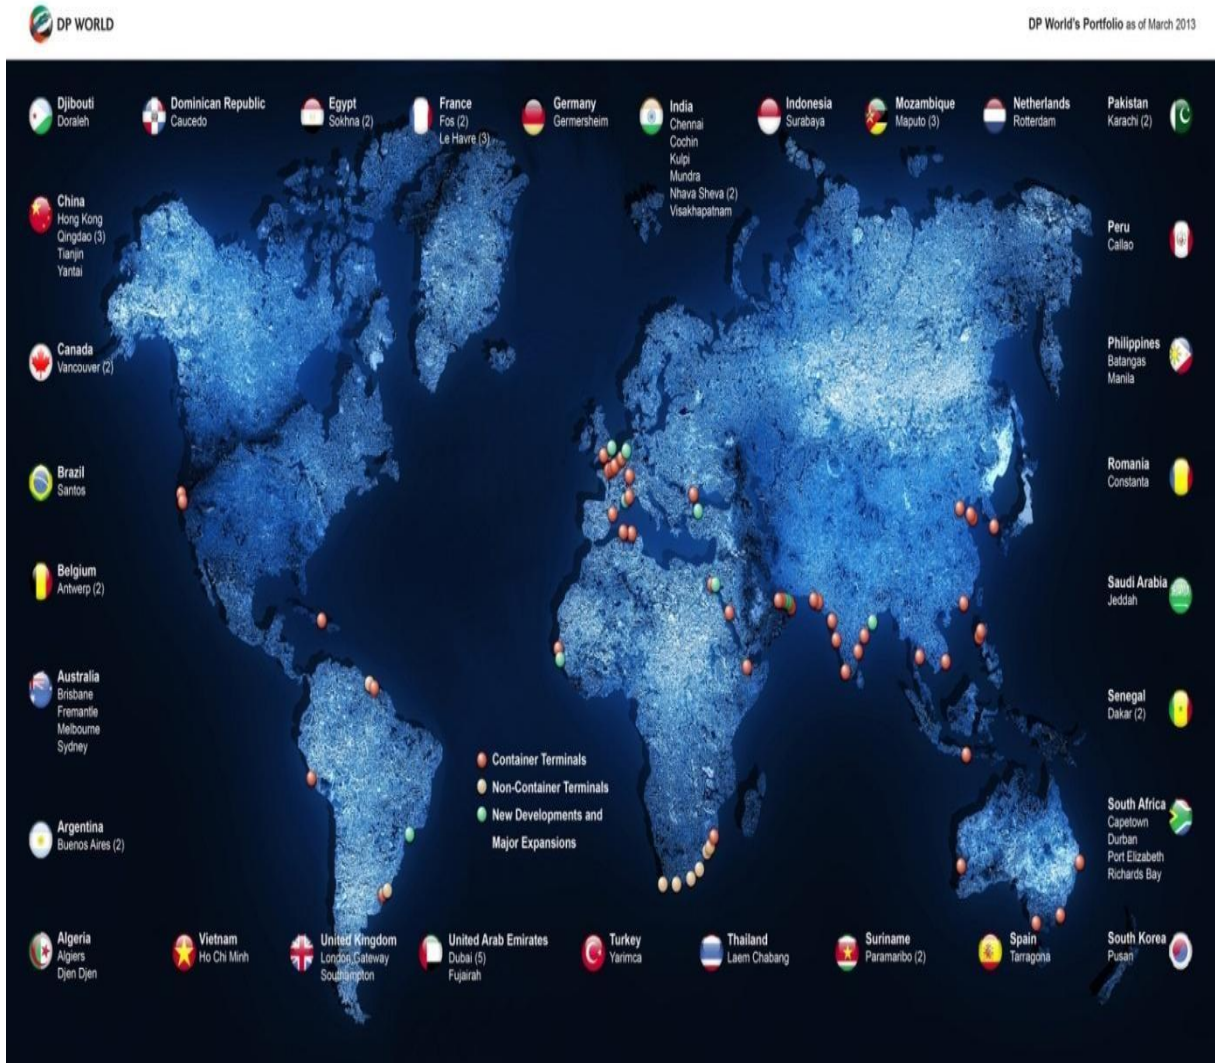 DP WORLD
DP World's Portfolio as of March 2013
Djibouti
Doraleh
Dominican Republic
Caucedo
Egypt
Sokhna (2)
France
Fos (2)
Le Havre (3)
Germany
Germersheim
India
Chennai
Cochin
Kulpi
Mundra
Nhava Sheva (2)
Visakhapatnam
Indonesia
Surabaya
Mozambique
Maputo (3)
Netherlands
Rotterdam
Pakistan
Karachi (2)
China
Hong Kong
Qingdao (3)
Tianjin
Yantai
Peru
Callao
Canada
Vancouver (2)
Philippines
Batangas
Manila
Brazil
Santos
Romania
Constanta
Belgium
Antwerp (2)
Saudi Arabia
Jeddah
Australia
Brisbane
Fremantle
Melbourne
Sydney
Senegal
Dakar (2)
Container Terminals
Non-Container Terminals
New Developments and
Major Expansions
Argentina
Buenos Aires (2)
South Africa
Capetown
Durban
Port Elizabeth
Richards Bay
Algeria
Algiers
Djen Djen
Vietnam
Ho Chi Minh
United Kingdom
London Gateway
Southampton
United Arab Emirates
Dubai (5)
Fujairah
Turkey
Yarimca
Thailand
Laem Chabang
Suriname
Paramaribo (2)
Spain
Tarragona
South Korea
Pusan